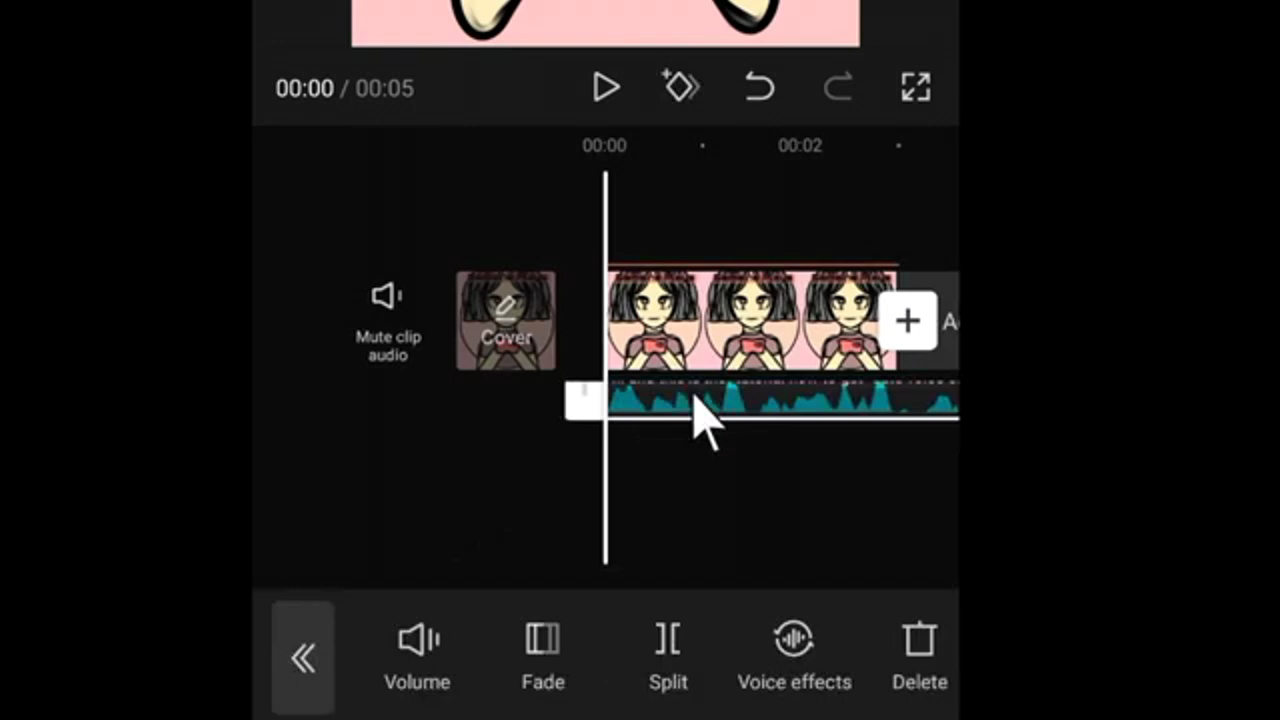 00:00 / 00:05
00:00 00:02
Mute clip
audio
Cover
Volume Fade Split Voice effects Delete